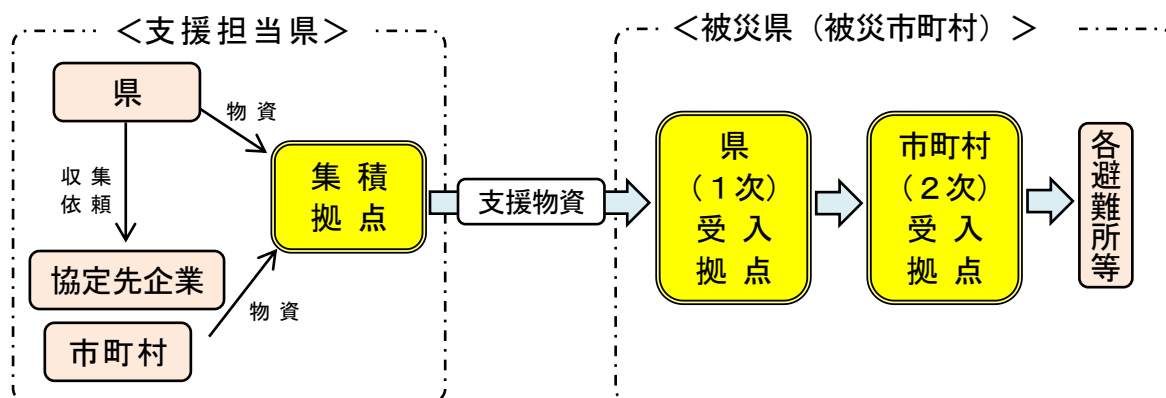 ＜支援担当県＞
県
物資
収集
依頼
集積
拠点
協定先企業
物資
市町村
支援物資
＜被災県（被災市町村）＞
県
（１次）
受入
拠点
市町村
（２次）
受入
拠点
各避難所等